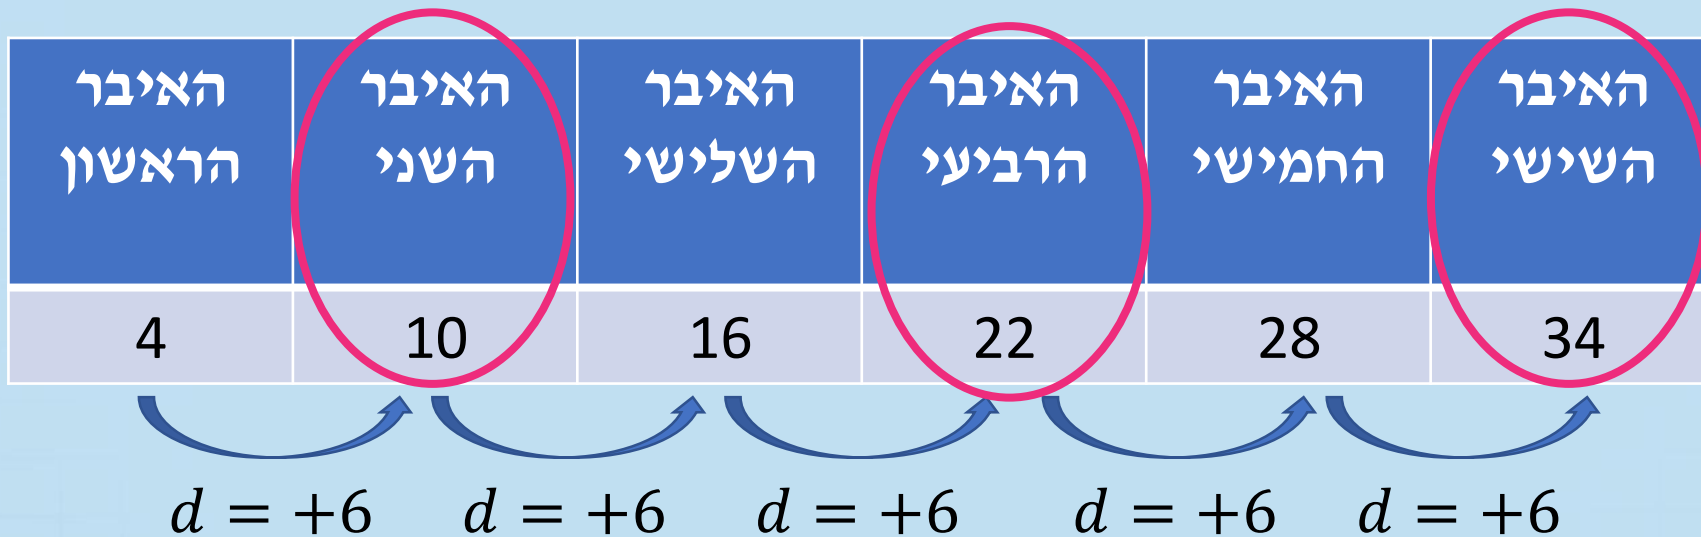 האיבר
הראשון
האיבר
השני
האיבר
השלישי
האיבר
הרביעי
האיבר
החמישי
האיבר
השישי
4 10 16 22 28 34
d = +6 d = +6 d = +6 d = +6 d = +6